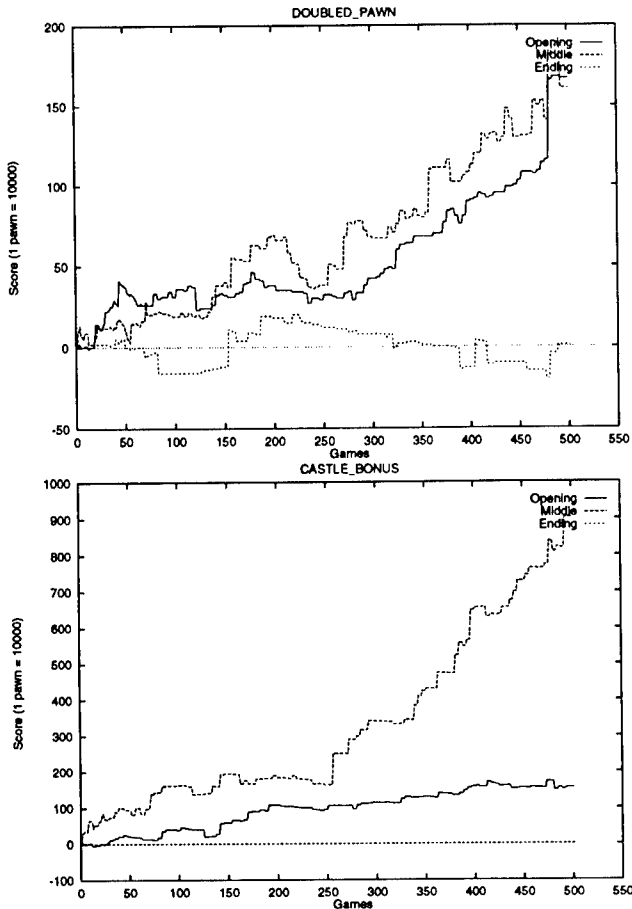 DOUBLED_PAWN
200
150
100
50
0
-50
Score (1 pawn = 10000)
Opening
Middle
Ending
0 50 100 150 200 250 300 350 400 450 500 550
Games
CASTLE_BONUS
1000
900
800
700
600
500
400
300
200
100
0
-100
Score (1 pawn = 10000)
Opening
Middle
Ending
0 50 100 150 200 250 300 350 400 450 500 550
Games